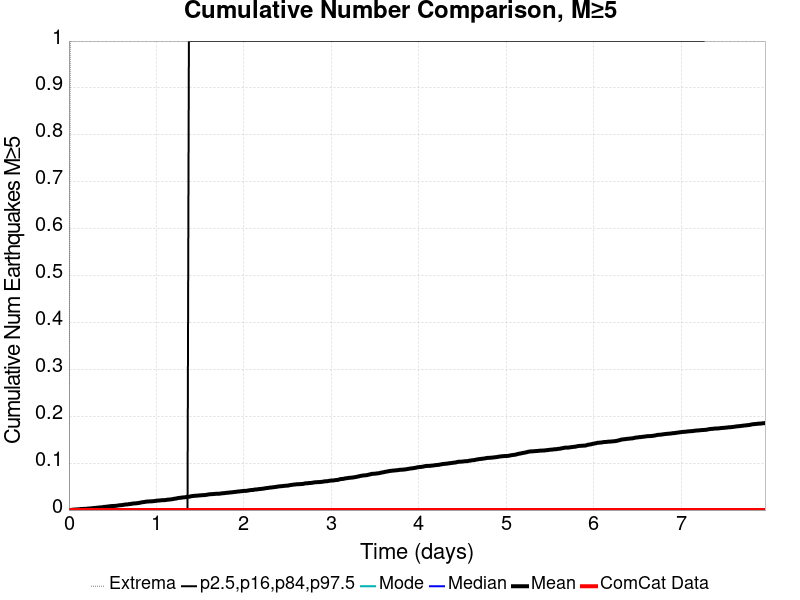 Cumulative Number Comparison, M≥5
Cumulative Num Earthquakes M≥5
1
0.9
0.8
0.7
0.6
0.5
0.4
0.3
0.2
0.1
0
0 1 2 3 4 5 6 7
Time (days)
Extrema p2.5,p16,p84,p97.5 Mode Median Mean ComCat Data